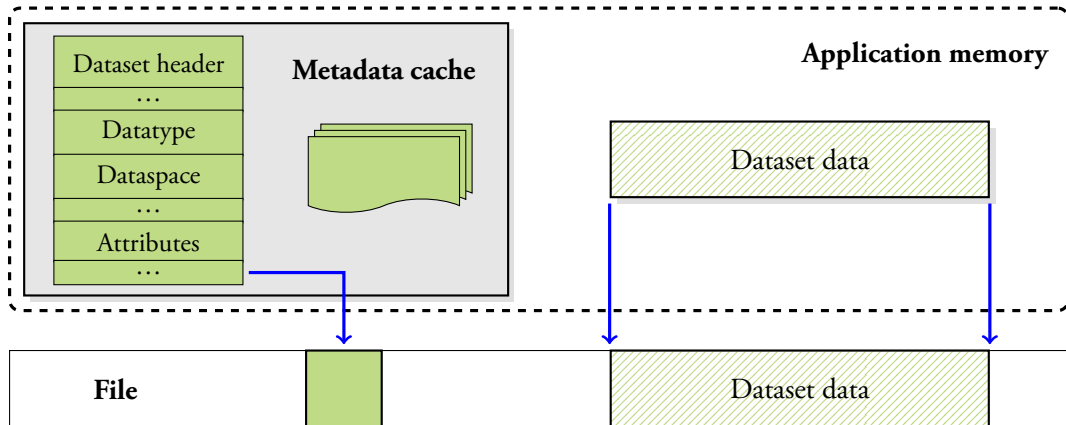 Dataset header
...
Datatype
Dataspace
...
Attributes
...
Metadata cache
Application memory
Dataset data
File
Dataset data